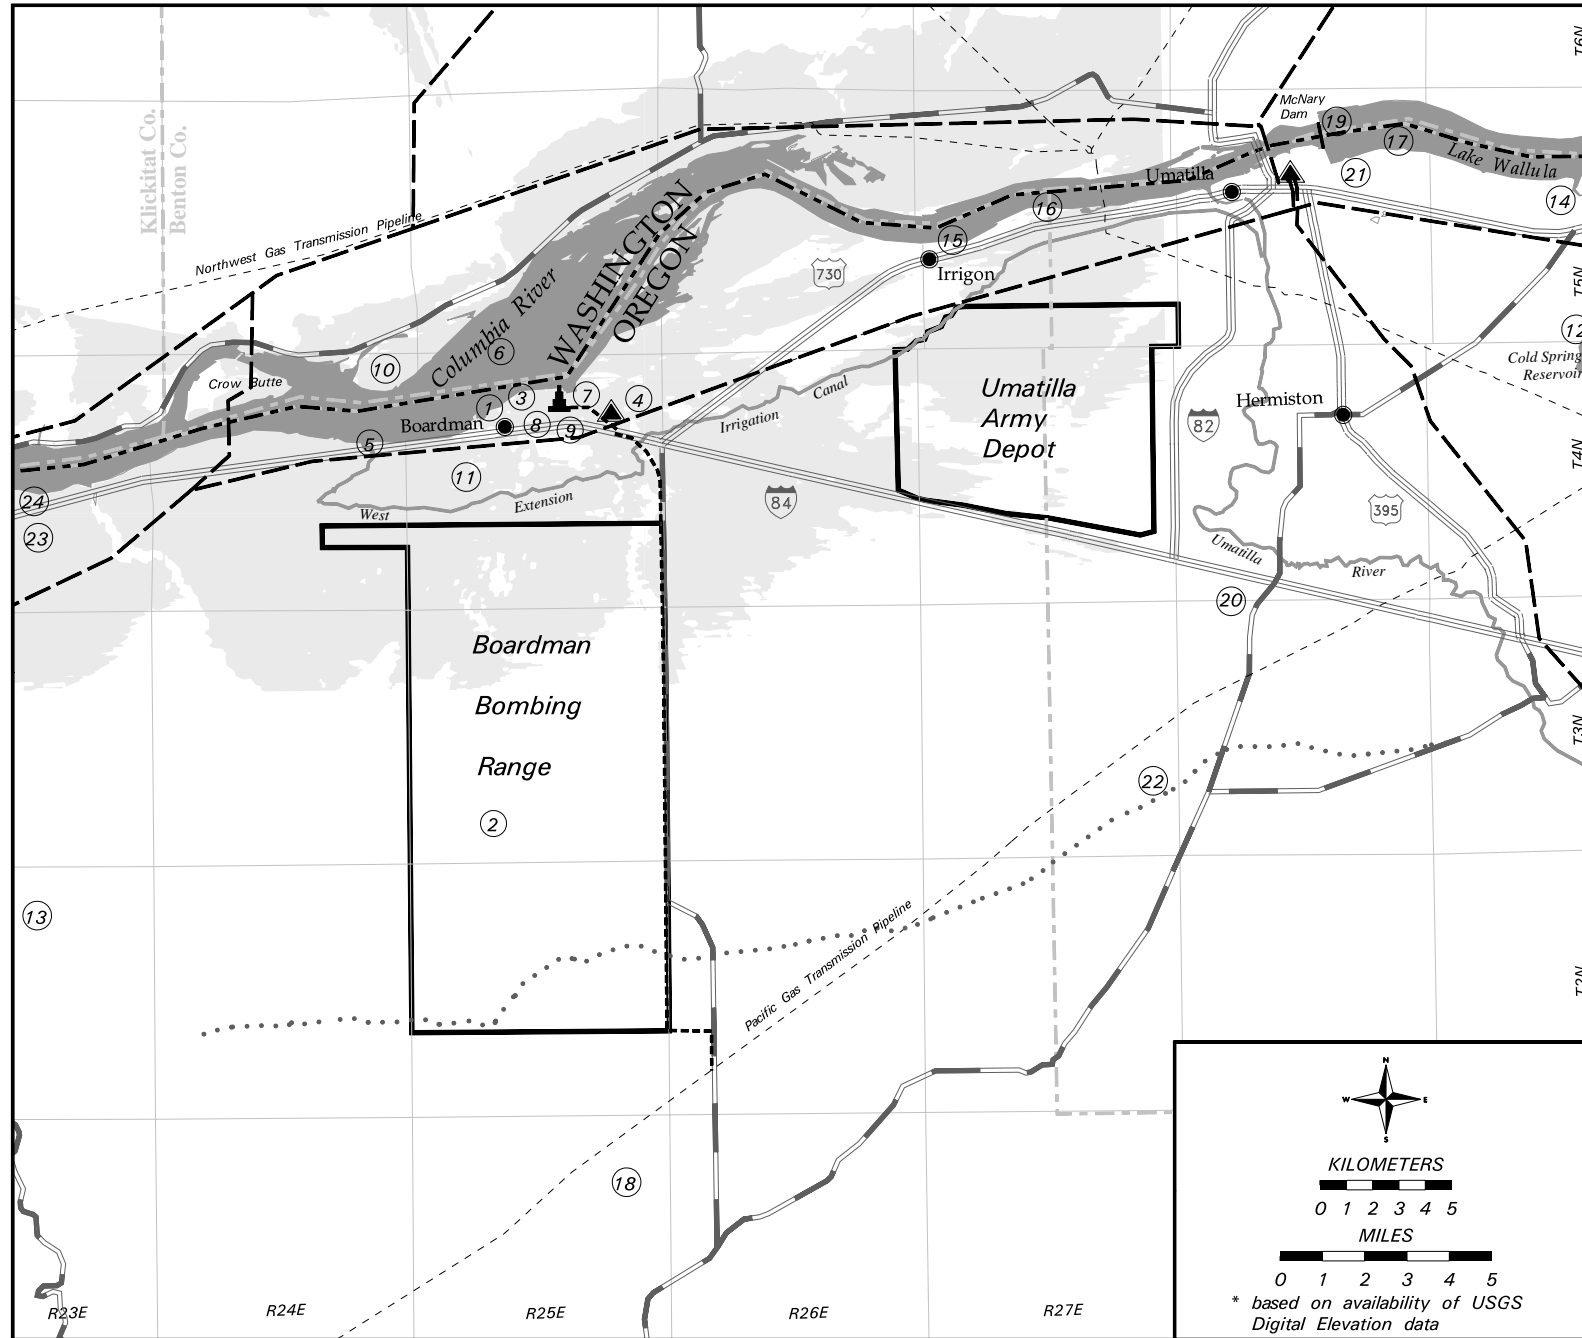 T6N
McNary
Dam
19
17
Lake Wallula
21
14
Klickitat Co.
Benton Co.
Umatilla
16
15
Irrigon
730
Northwest Gas Transmission Pipeline
WASHINGTON
OREGON
Columbia River
6
T5N
12
Cold Spring
Reservoir
10
Crow Butte
1
3
7
4
8
9
Boardman
5
11
Irrigation Canal
West Extension
Umatilla
Army
Depot
Hermiston
82
84
395
T4N
24
23
Umatilla River
20
Boardman
Bombing
Range
2
T3N
22
13
Pacific Gas Transmission Pipeline
T2N
18
N
W
E
S
KILOMETERS
0 1 2 3 4 5
MILES
0 1 2 3 4 5
* based on availability of USGS
Digital Elevation data
R23E
R24E
R25E
R26E
R27E